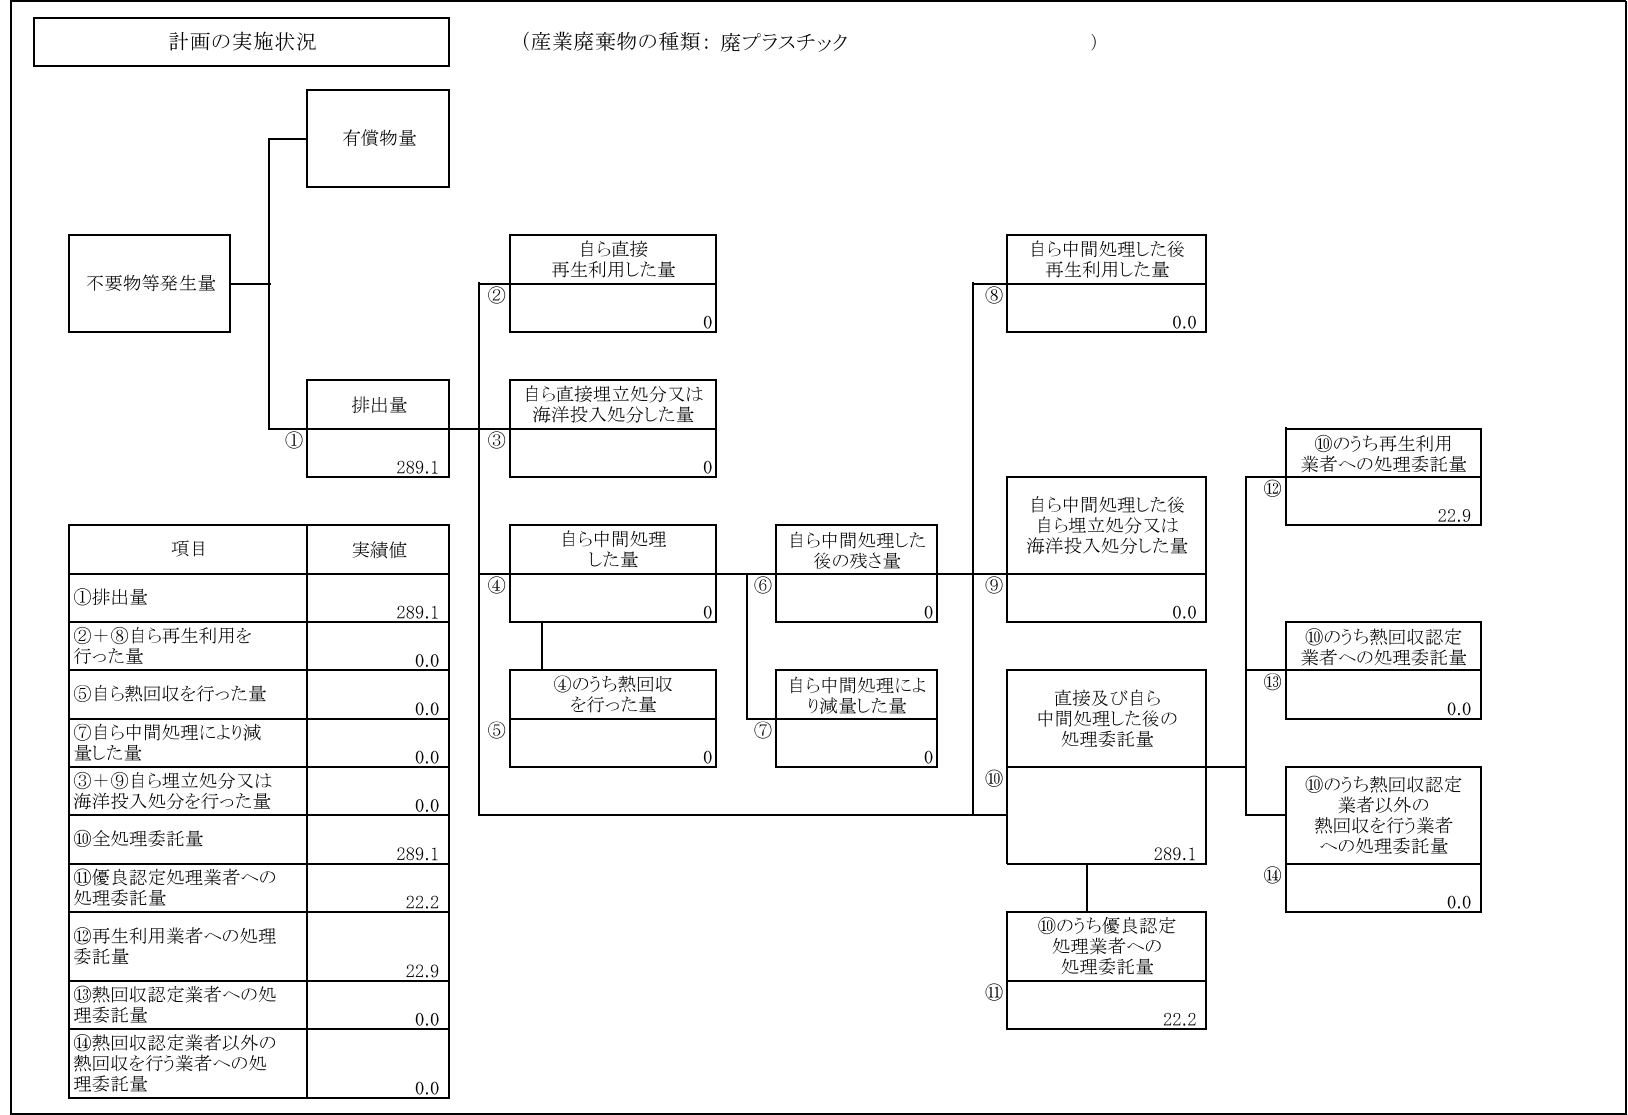 計画の実施状況
(産業廃棄物の種類: 廃プラスチック )
有償物量
不要物等発生量
自ら直接
再生利用した量
②
0
自ら中間処理した後
再生利用した量
⑧
0.0
排出量
①
289.1
自ら直接埋立処分又は
海洋投入処分した量
③
0
⑩のうち再生利用
業者への処理委託量
⑫
22.9
自ら中間処理
した量
④
0
自ら中間処理した
後の残さ量
⑥
0
自ら中間処理した後
自ら埋立処分又は
海洋投入処分した量
⑨
0.0
⑩のうち熱回収認定
業者への処理委託量
⑬
0.0
④のうち熱回収
を行った量
⑤
0
自ら中間処理によ
り減量した量
⑦
0
直接及び自ら
中間処理した後の
処理委託量
⑩
289.1
⑩のうち熱回収認定
業者以外の
熱回収を行う業者
への処理委託量
⑭
0.0
⑩のうち優良認定
処理業者への
処理委託量
⑪
22.2
項目 実績値
①排出量
289.1
②+⑧自ら再生利用を
行った量
0.0
⑤自ら熱回収を行った量
0.0
⑦自ら中間処理により減
量した量
0.0
③+⑨自ら埋立処分又は
海洋投入処分を行った量
0.0
⑩全処理委託量
289.1
⑪優良認定処理業者への
処理委託量
22.2
⑫再生利用業者への処理
委託量
22.9
⑬熱回収認定業者への処
理委託量
0.0
⑭熱回収認定業者以外の
熱回収を行う業者への処
理委託量
0.0